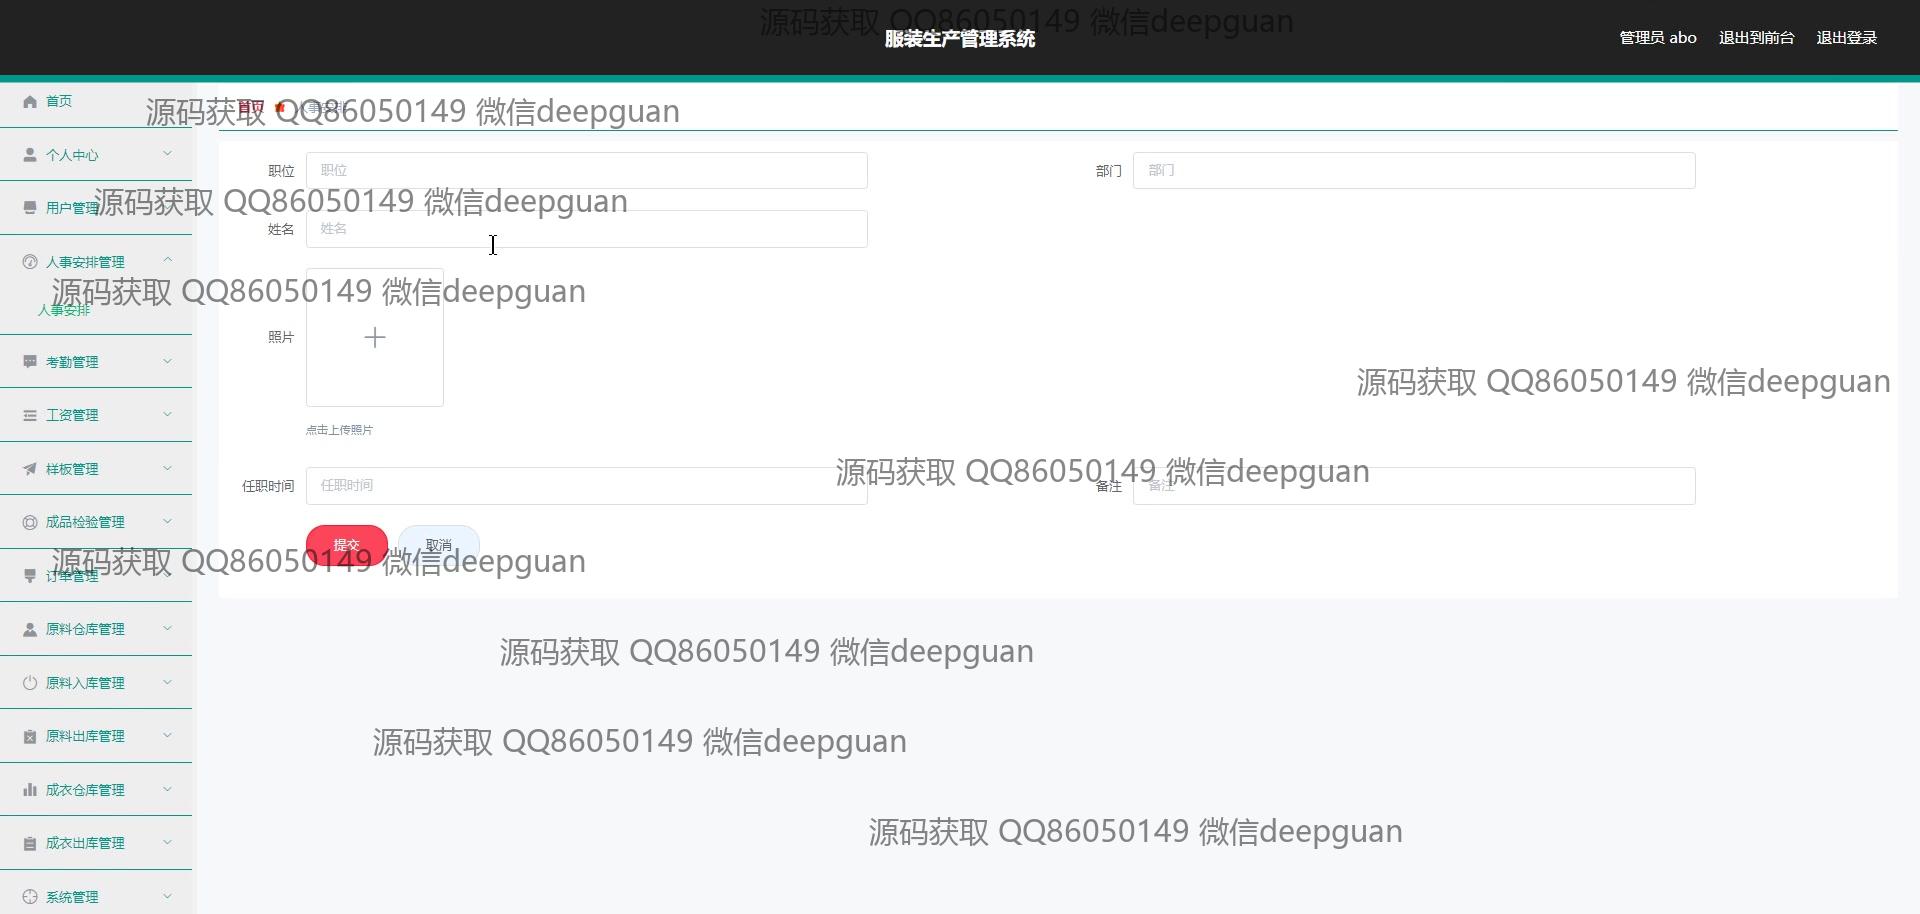 源码获取 QQ86050149 微信deepguan
服装生产管理系统
管理员 abo 退出到前台 退出登录
首页
首页 人事安排
源码获取 QQ86050149 微信deepguan
个人中心
职位 职位 部门 部门
用户管理
源码获取 QQ86050149 微信deepguan
姓名 姓名
人事安排管理
源码获取 QQ86050149 微信deepguan
人事安排
照片
考勤管理
源码获取 QQ86050149 微信deepguan
工资管理
点击上传照片
样板管理
源码获取 QQ86050149 微信deepguan
任职时间 任职时间 备注 备注
成品检验管理
提交 取消
源码获取 QQ86050149 微信deepguan
订单管理
原料仓库管理
源码获取 QQ86050149 微信deepguan
原料入库管理
原料出库管理
源码获取 QQ86050149 微信deepguan
成衣仓库管理
源码获取 QQ86050149 微信deepguan
成衣出库管理
系统管理